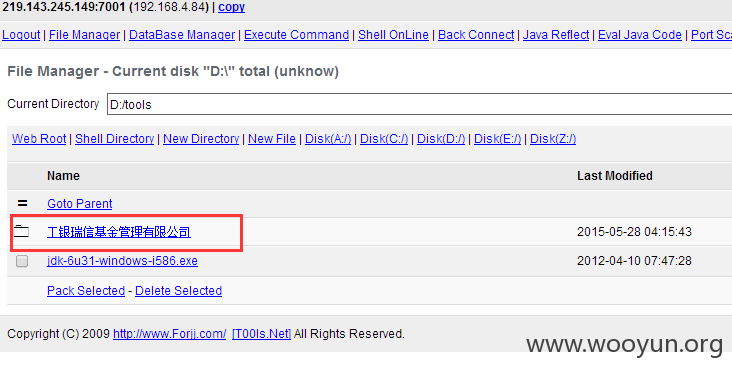 219.143.245.149:7001 (192.168.4.84) | copy
Logout | File Manager | DataBase Manager | Execute Command | Shell OnLine | Back Connect | Java Reflect | Eval Java Code | Port Sca
File Manager - Current disk "D:\" total (unknow)
Current Directory D:/tools
Web Root | Shell Directory | New Directory | New File | Disk(A:/) | Disk(C:/) | Disk(D:/) | Disk(E:/) | Disk(Z:/)
Name Last Modified
= Goto Parent
工银瑞信基金管理有限公司 2015-05-28 04:15:43
jdk-6u31-windows-i586.exe 2012-04-10 07:47:28
Pack Selected - Delete Selected
Copyright (C) 2009 http://www.Forjj.com/ [T00ls.Net] All Rights Reserved.
www.wooyun.org